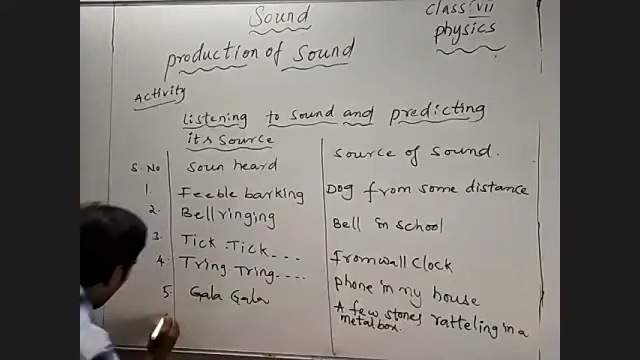 Sound
class: vii
physics
production of Sound
Activity
Listening to sound and predicting
its source
S. No Soun heard source of sound.
1. Feeble barking Dog from some distance
2. Bell ringing Bell in school
3. Tick . Tick... from wall clock
4. Tring . Tring.... phone in my house
5. Gala Gala A few stones ratteling in a
metal box.